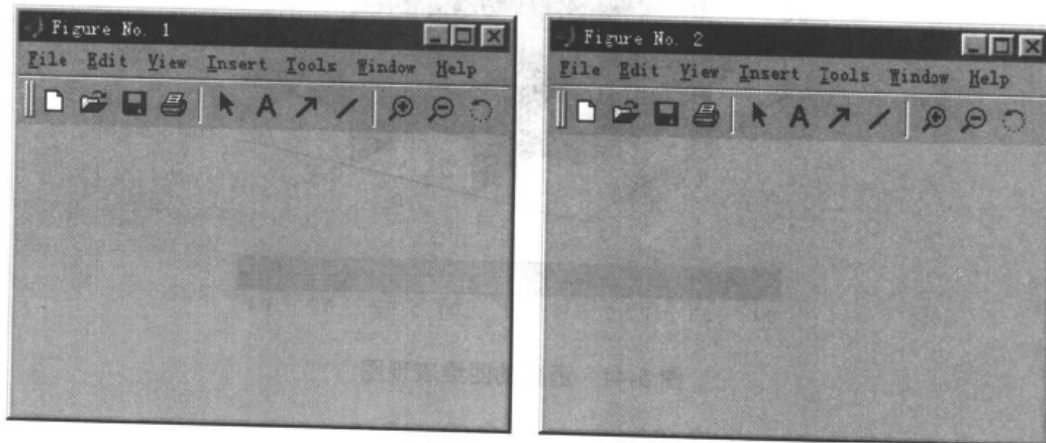 Figure No. 1
File Edit View Insert Tools Window Help
A
Figure No. 2
File Edit View Insert Tools Window Help
A